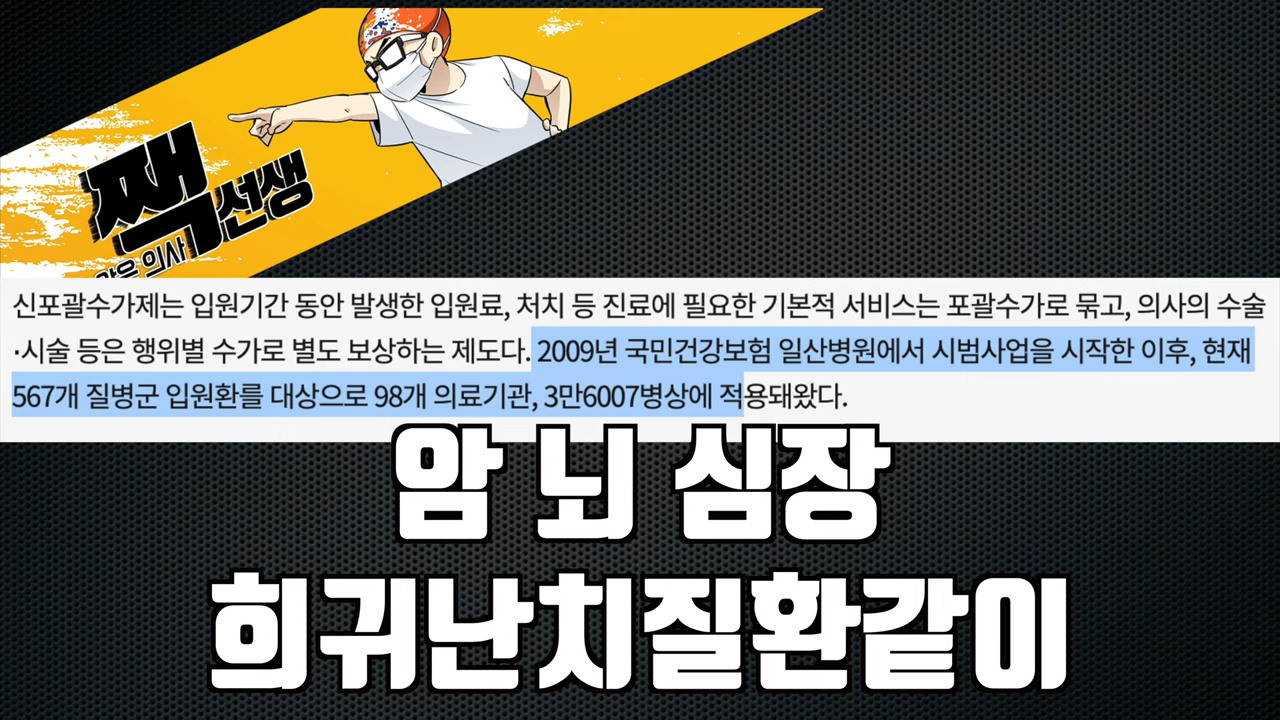 짹
선생
의사
신포괄수가제는 입원기간 동안 발생한 입원료, 처치 등 진료에 필요한 기본적 서비스는 포괄수가로 묶고, 의사의 수술
·시술 등은 행위별 수가로 별도 보상하는 제도다. 2009년 국민건강보험 일산병원에서 시범사업을 시작한 이후, 현재
567개 질병군 입원환를 대상으로 98개 의료기관, 3만6007병상에 적용돼왔다.
암 뇌 심장
희귀난치질환같이